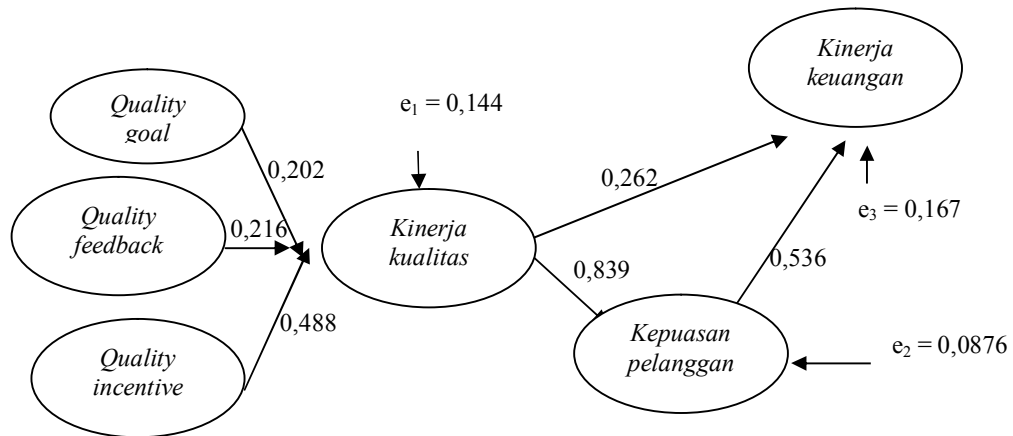 Kinerja
keuangan
Quality
goal
e1 = 0,144
0,202
0,262
Quality
feedback
0,216
Kinerja
kualitas
e3 = 0,167
0,839
0,536
0,488
Quality
incentive
Kepuasan
pelanggan
e2 = 0,0876